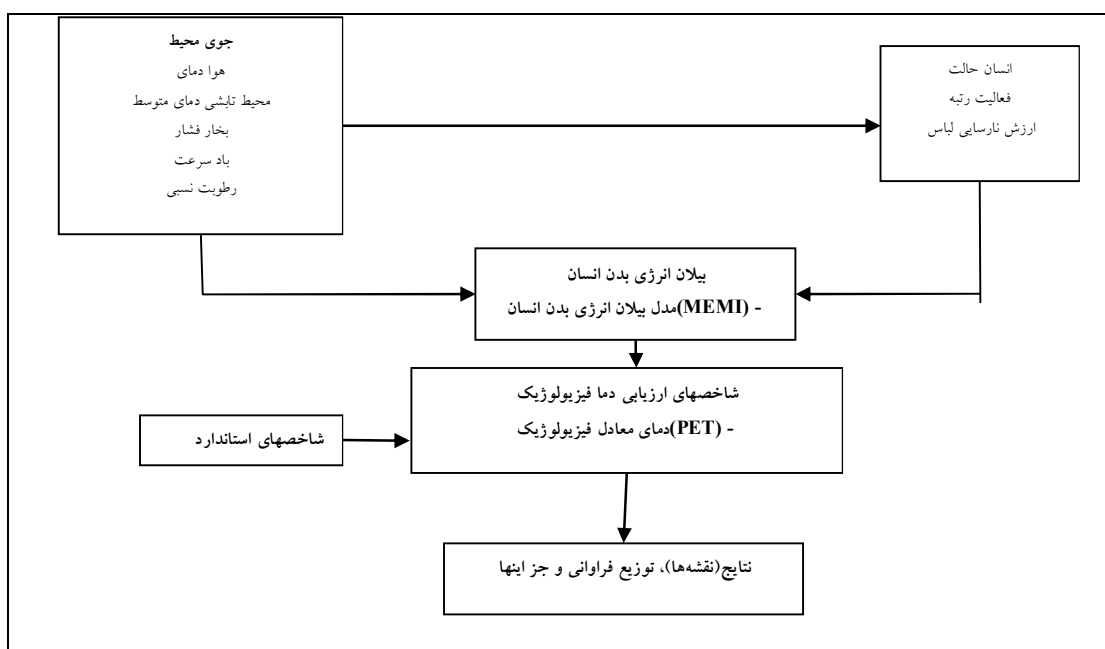 جوی محیط
هوا دمای
محیط تابشی دمای متوسط
بخار فشار
باد سرعت
رطوبت نسبی
انسان حالت
فعالیت رتبه
ارزش نارسایی لباس
بیلان انرژی بدن انسان
- (MEMI)مدل بیلان انرژی بدن انسان
شاخصهای ارزیابی دما فیزیولوژیک
- (PET)دمای معادل فیزیولوژیک
شاخصهای استاندارد
نتایج(نقشه‌ها)، توزیع فراوانی و جز اینها